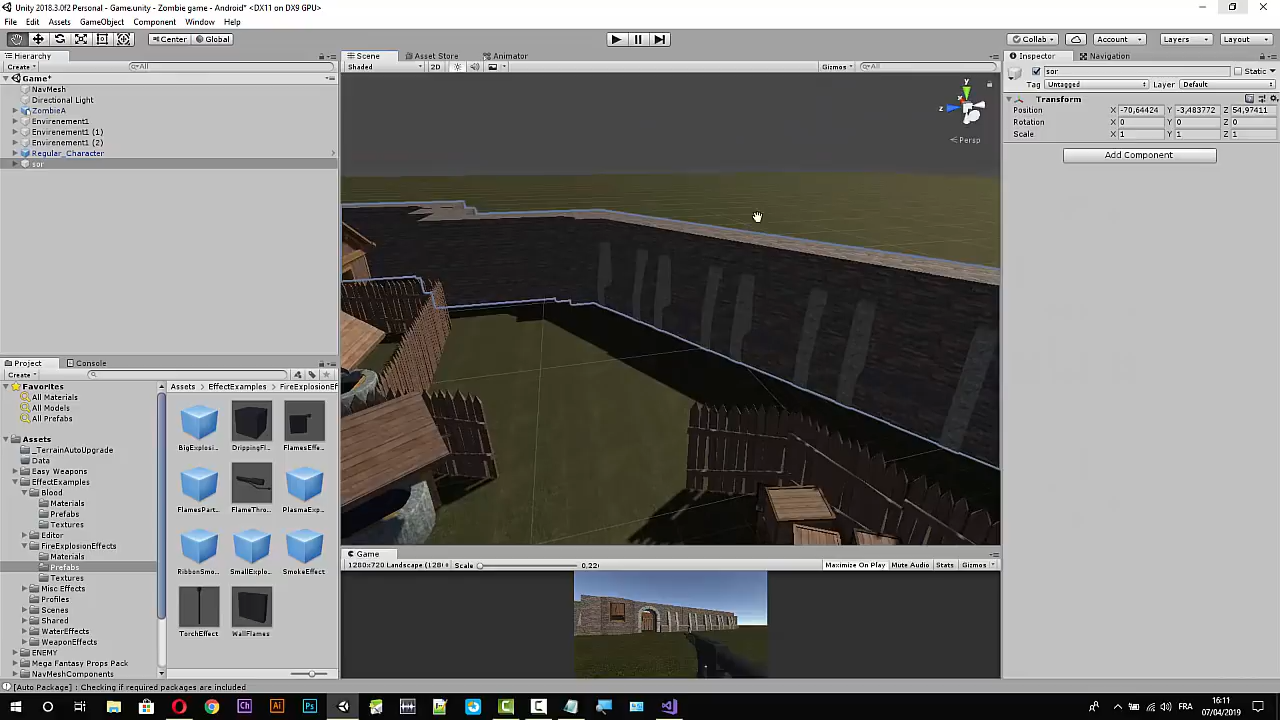 Unity 2018.3.0f2 Personal - Game.unity - Zombie game - Android* <DX11 on DX9 GPU>
File Edit Assets GameObject Component Window Help
Center Global Collab Account Layers Layout
Hierarchy Scene Asset Store Animator Inspector Navigation
Create All Shaded 2D Gizmos All sor Static
Game*
Tag Untagged Layer Default
NavMesh
Directional Light
Transform
ZombieA
Position X -70,64424 Y -3,483772 Z 54,97411
Envirenement1
Rotation X 0 Y 0 Z 0
Envirenement1 (1)
Scale X 1 Y 1 Z 1
Envirenement1 (2)
Regular_Character
sor
Add Component
y
x
z
Persp
Project Console
Create
Favorites
All Materials
All Models
All Prefabs
Assets
_TerrainAutoUpgrade
Data
Easy Weapons
EffectExamples
Blood
Materials
Prefabs
Textures
Editor
FireExplosionEffects
Materials
Prefabs
Textures
Misc Effects
Profiles
Scenes
Shared
WaterEffects
WeaponEffects
ENEMY
Mega Fantasy Props Pack
NavMeshComponents
Assets EffectExamples FireExplosionEf
BigExplosi... DrippingFl... FlamesEffe...
FlamesPart... FlameThro... PlasmaExp...
RibbonSmo... SmallExplo... SmokeEffect
TorchEffect WallFlames
Game
1280x720 Landscape (128 Scale 0,22 Maximize On Play Mute Audio Stats Gizmos
[Auto Package] : Checking if required packages are included
Ch Ai Ps
FRA
16:11
07/04/2019